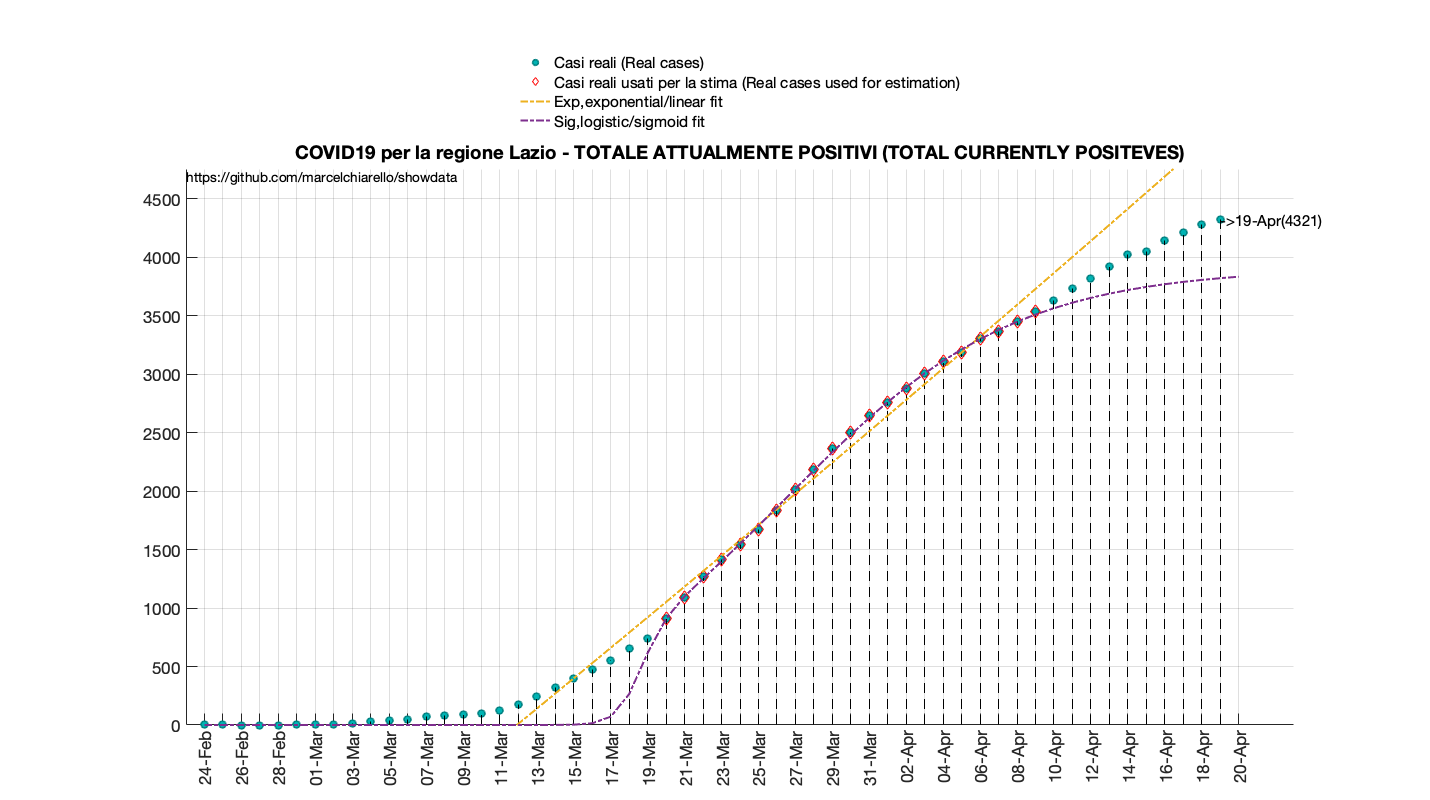 Casi reali (Real cases)
Casi reali usati per la stima (Real cases used for estimation)
Exp,exponential/linear fit
Sig,logistic/sigmoid fit
COVID19 per la regione Lazio - TOTALE ATTUALMENTE POSITIVI (TOTAL CURRENTLY POSITEVES)
https://github.com/marcelchiarello/showdata
4500
>19-Apr(4321)
4000
3500
3000
2500
2000
1500
1000
500
0
24-Feb
26-Feb
28-Feb
01-Mar
03-Mar
05-Mar
07-Mar
09-Mar
11-Mar
13-Mar
15-Mar
17-Mar
19-Mar
21-Mar
23-Mar
25-Mar
27-Mar
29-Mar
31-Mar
02-Apr
04-Apr
06-Apr
08-Apr
10-Apr
12-Apr
14-Apr
16-Apr
18-Apr
20-Apr